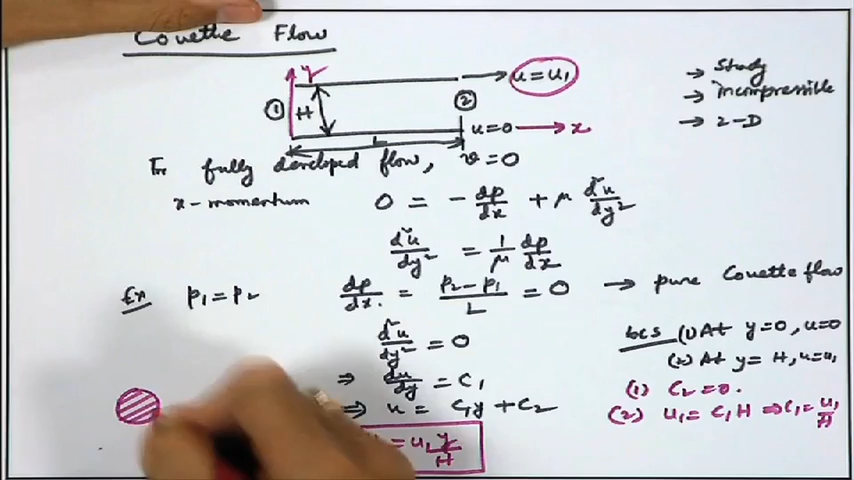 Couette Flow
Y
u = u₁
→ study
① H ②
→ incompressible
u=0 → x
→ 2-D
L
For fully developed flow, v=0
x-momentum 0 = - dp/dx + μ d²u/dy²
d²u/dy² = 1/μ dp/dx
Ex P₁=P₂ dp/dx. = P₂-P₁/L = 0 → pure Couette flow
d²u/dy² = 0
bcs (1) At y=0, u=0
(2) At y= H, u=u₁
⇒ du/dy = C₁
(1) C₂=0.
⇒ u = C₁y + C₂
(2) u₁ = C₁H ⇒ C₁= u₁/H
= u₁ y/H